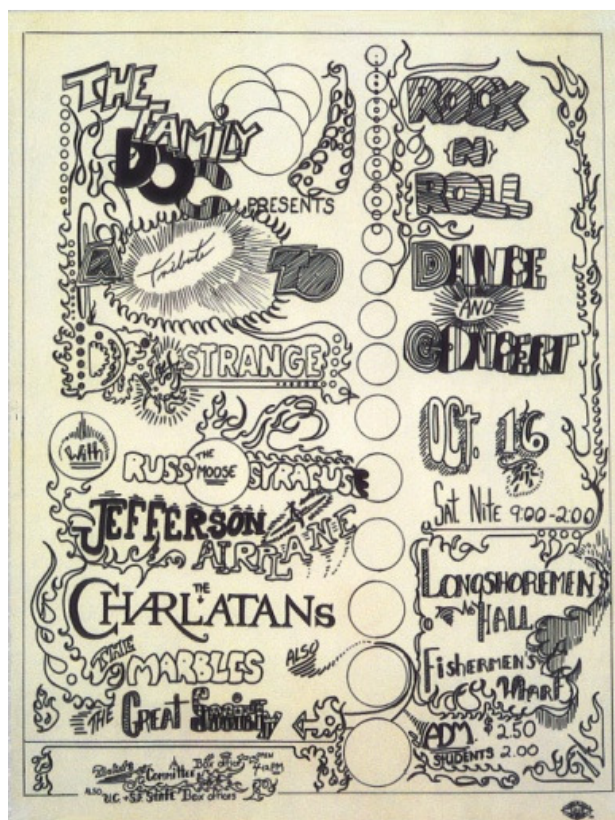 THE
FAMILY
DOG
PRESENTS
A tribute TO
Dr.
STRANGE
With
RUSS THE MOOSE SYRACUSE
JEFFERSON
AIRPLANE
THE
CHARLATANS
THE
MARBLES
ALSO
THE GREAT Society
Committee Box office OPEN
ALSO U.C. + S.F. STATE Box offices
ROCK
N
ROLL
DANCE
AND
CONCERT
OCT. 16
Sat. Nite 9:00-2:00
LONGSHOREMEN'S
HALL
FISHERMEN'S
Wharf
ADM. $2.50
STUDENTS 2.00